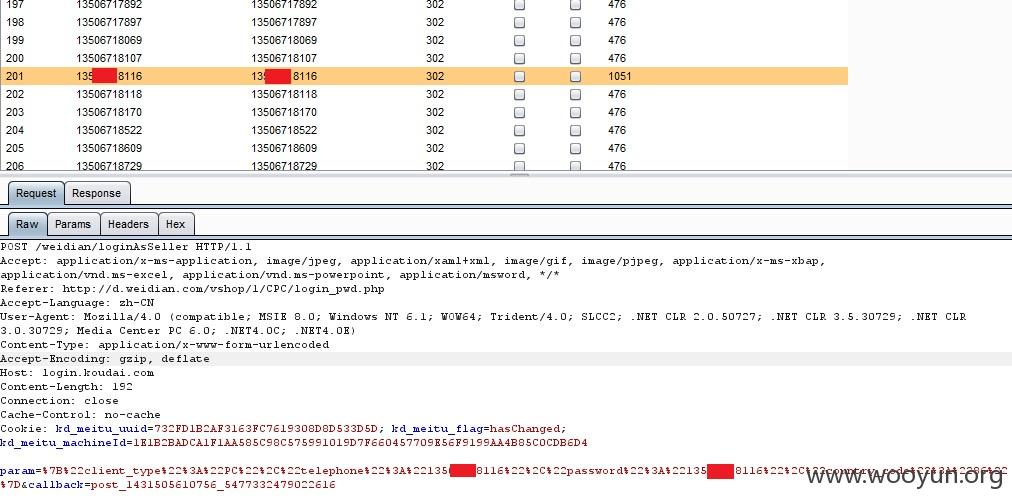 197 13506717892 13506717892 302 476
198 13506717897 13506717897 302 476
199 13506718069 13506718069 302 476
200 13506718107 13506718107 302 476
201 135 8116 135 8116 302 1051
202 13506718118 13506718118 302 476
203 13506718170 13506718170 302 476
204 13506718522 13506718522 302 476
205 13506718609 13506718609 302 476
206 13506718729 13506718729 302 476
Request Response
Raw Params Headers Hex
POST /weidian/loginAsSeller HTTP/1.1
Accept: application/x-ms-application, image/jpeg, application/xaml+xml, image/gif, image/pjpeg, application/x-ms-xbap,
application/vnd.ms-excel, application/vnd.ms-powerpoint, application/msword, */*
Referer: http://d.weidian.com/vshop/1/CPC/login_pwd.php
Accept-Language: zh-CN
User-Agent: Mozilla/4.0 (compatible; MSIE 8.0; Windows NT 6.1; WOW64; Trident/4.0; SLCC2; .NET CLR 2.0.50727; .NET CLR 3.5.30729; .NET CLR
3.0.30729; Media Center PC 6.0; .NET4.0C; .NET4.0E)
Content-Type: application/x-www-form-urlencoded
Accept-Encoding: gzip, deflate
Host: login.koudai.com
Content-Length: 192
Connection: close
Cache-Control: no-cache
Cookie: kd_meitu_uuid=732FD1B2AF3163FC7619308D8D533D5D; kd_meitu_flag=hasChanged;
kd_meitu_machineId=1E1B2BADCA1F1AA585C98C575991019D7F660457709E56F9199AA4B85C0CDB6D4
param=%7B%22client_type%22%3A%22PC%22%2C%22telephone%22%3A%22135 8116%22%2C%22password%22%3A%22135 8116%22%2C%22country_code%22%3A%2286%22
%7D&callback=post_1431505610756_5477332479022616
www.wooyun.org